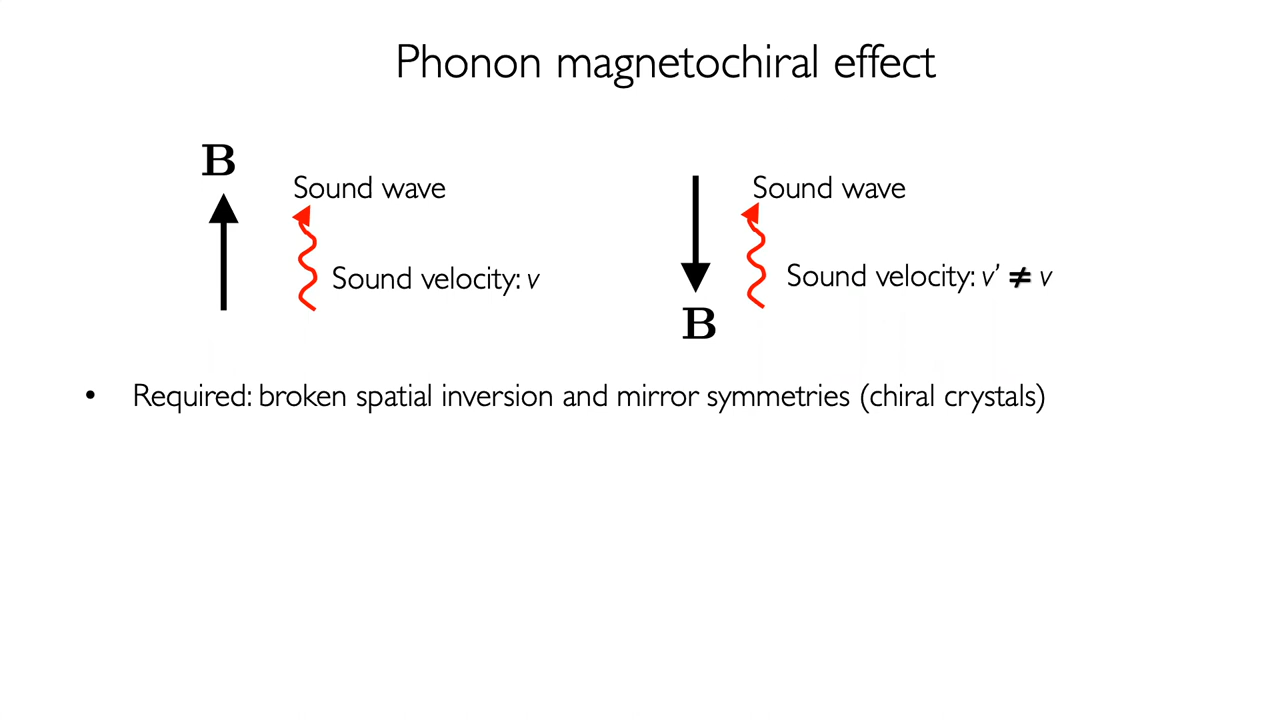 Phonon magnetochiral effect
B
Sound wave
Sound velocity: v
Sound wave
Sound velocity: v’ ≠ v
B
• Required: broken spatial inversion and mirror symmetries (chiral crystals)